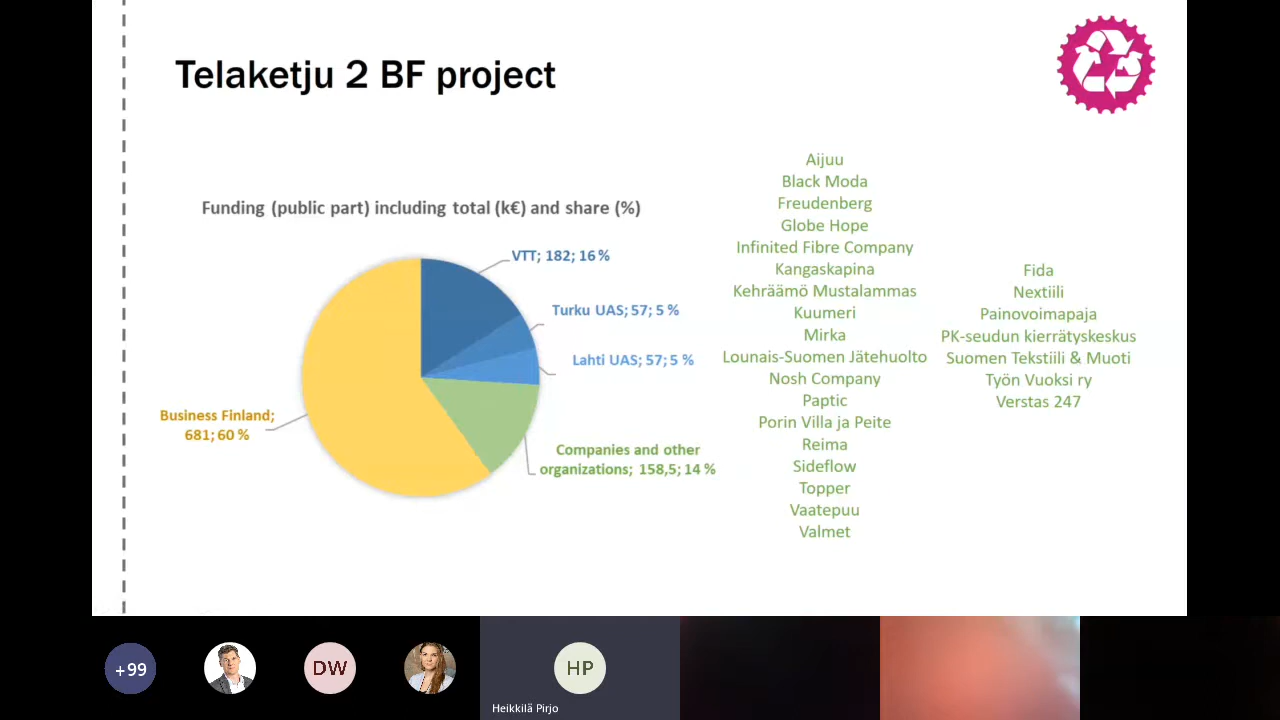 Telaketju 2 BF project
Funding (public part) including total (k€) and share (%)
VTT; 182; 16 %
Turku UAS; 57; 5 %
Lahti UAS; 57; 5 %
Business Finland;
681; 60 %
Companies and other
organizations; 158,5; 14 %
Aijuu
Black Moda
Freudenberg
Globe Hope
Infinited Fibre Company
Kangaskapina
Kehräämö Mustalammas
Kuumeri
Mirka
Lounais-Suomen Jätehuolto
Nosh Company
Paptic
Porin Villa ja Peite
Reima
Sideflow
Topper
Vaatepuu
Valmet
Fida
Nextiili
Painovoimapaja
PK-seudun kierrätyskeskus
Suomen Tekstiili & Muoti
Työn Vuoksi ry
Verstas 247
+99
DW
HP
Heikkilä Pirjo